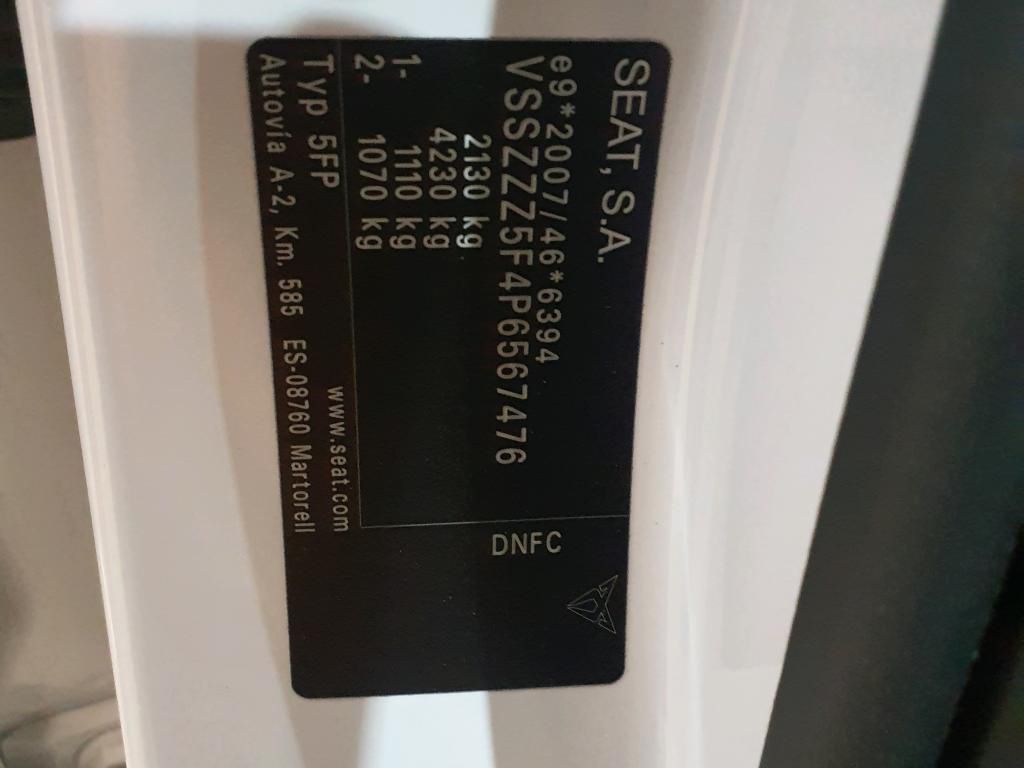 SEAT, S.A.
e9*2007/46*6394
VSSZZZ5F4P6567476
2130 kg
4230 kg
1- 1110 kg
2- 1070 kg
DNFC
Typ 5FP
www.seat.com
Autovía A-2, Km. 585 ES-08760 Martorell